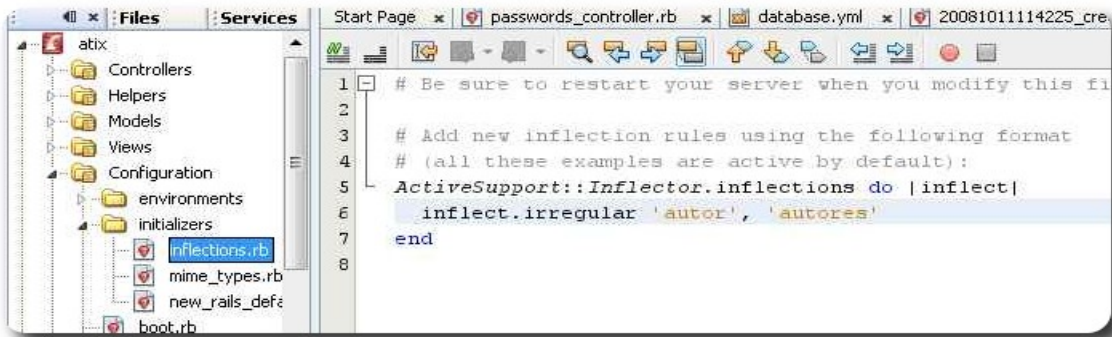 Files Services
Start Page passwords_controller.rb database.yml 20081011114225_cre
atix
Controllers
Helpers
Models
Views
Configuration
environments
initializers
inflections.rb
mime_types.rb
new_rails_defa
boot.rb
1 # Be sure to restart your server when you modify this fi
2
3 # Add new inflection rules using the following format
4 # (all these examples are active by default):
5 ActiveSupport::Inflector.inflections do |inflect|
6 inflect.irregular 'autor', 'autores'
7 end
8